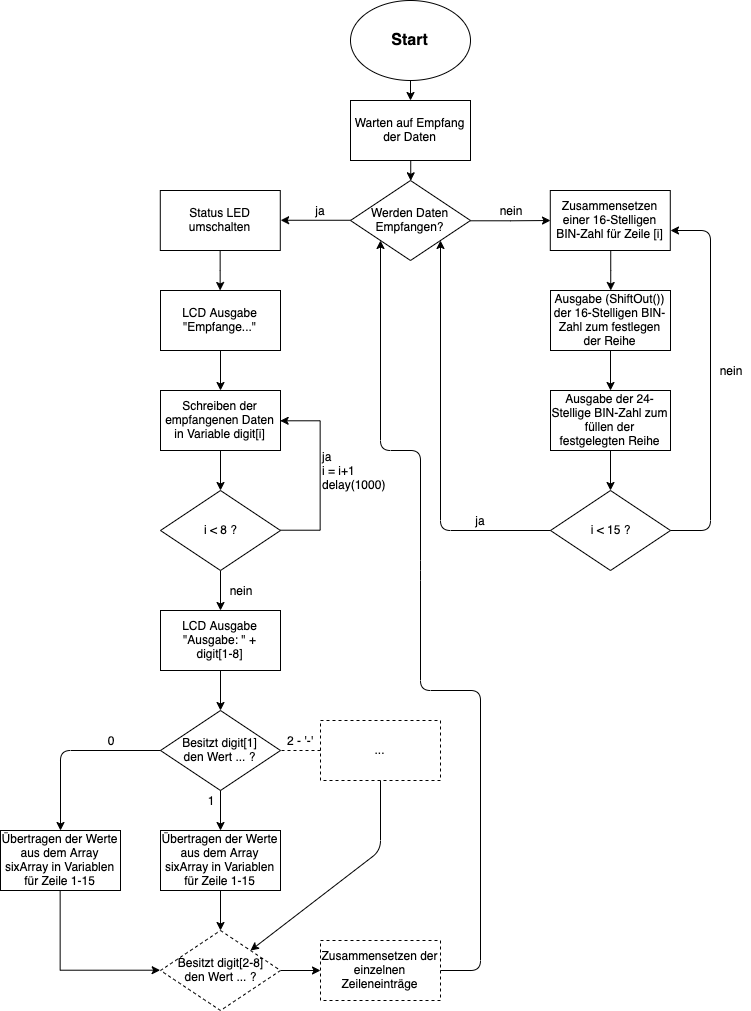 Start
Warten auf Empfang
der Daten
Werden Daten
Empfangen?
ja
nein
Status LED
umschalten
LCD Ausgabe
"Empfange..."
Schreiben der
empfangenen Daten
in Variable digit[i]
ja
i = i+1
delay(1000)
i < 8 ?
nein
LCD Ausgabe
"Ausgabe: " +
digit[1-8]
Besitzt digit[1]
den Wert ... ?
0
1
2 - '-'
...
Übertragen der Werte
aus dem Array
sixArray in Variablen
für Zeile 1-15
Übertragen der Werte
aus dem Array
sixArray in Variablen
für Zeile 1-15
Besitzt digit[2-8]
den Wert ... ?
Zusammensetzen der
einzelnen
Zeileneinträge
Zusammensetzen
einer 16-Stelligen
BIN-Zahl für Zeile [i]
Ausgabe (ShiftOut())
der 16-Stelligen BIN-
Zahl zum festlegen
der Reihe
Ausgabe der 24-
Stellige BIN-Zahl zum
füllen der
festgelegten Reihe
i < 15 ?
ja
nein